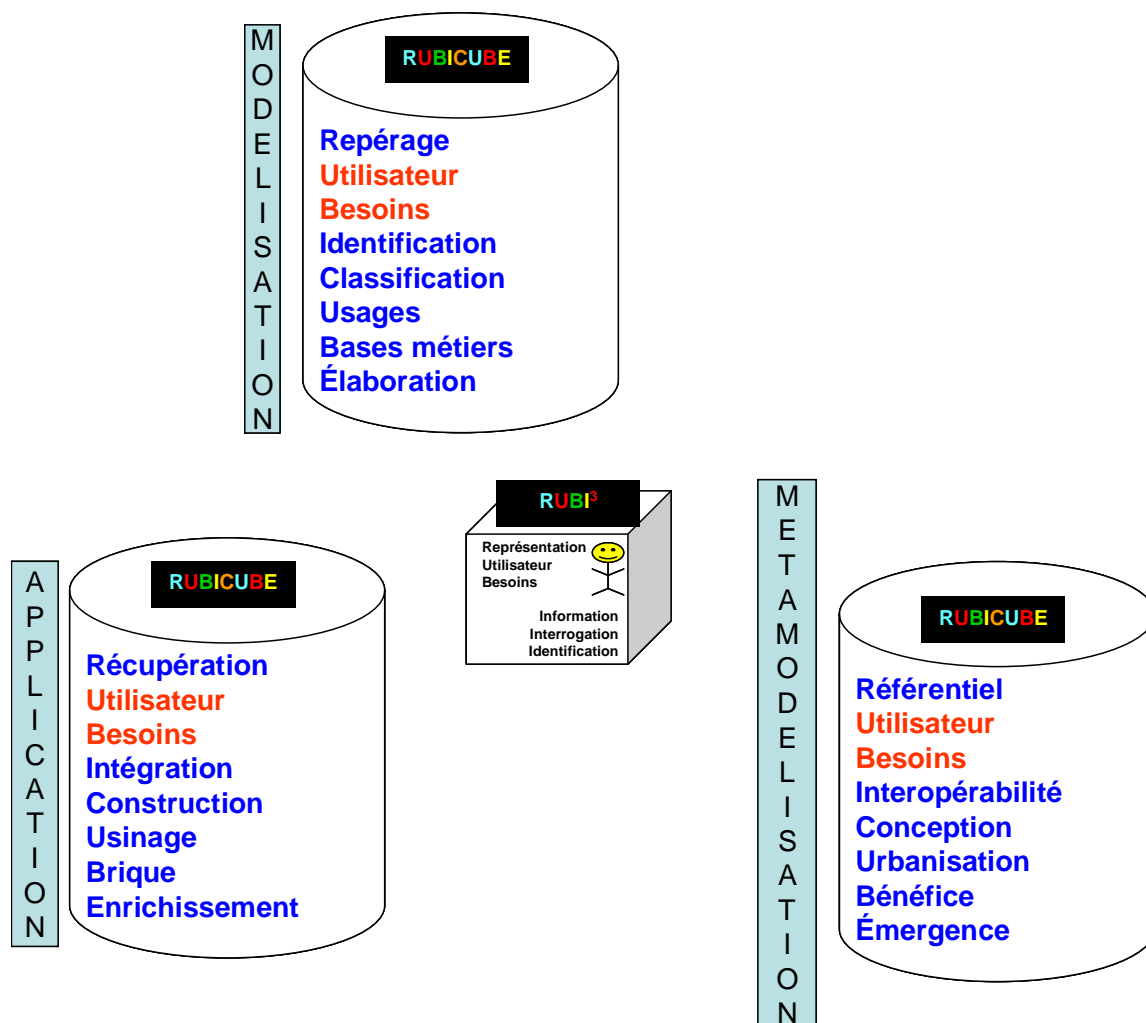 MODELISATION
RUBICUBE
Repérage
Utilisateur
Besoins
Identification
Classification
Usages
Bases métiers
Élaboration
RUBI³
Représentation
Utilisateur
Besoins
Information
Interrogation
Identification
APPLICATION
RUBICUBE
Récupération
Utilisateur
Besoins
Intégration
Construction
Usinage
Brique
Enrichissement
METAMODELISATION
RUBICUBE
Référentiel
Utilisateur
Besoins
Interopérabilité
Conception
Urbanisation
Bénéfice
Émergence